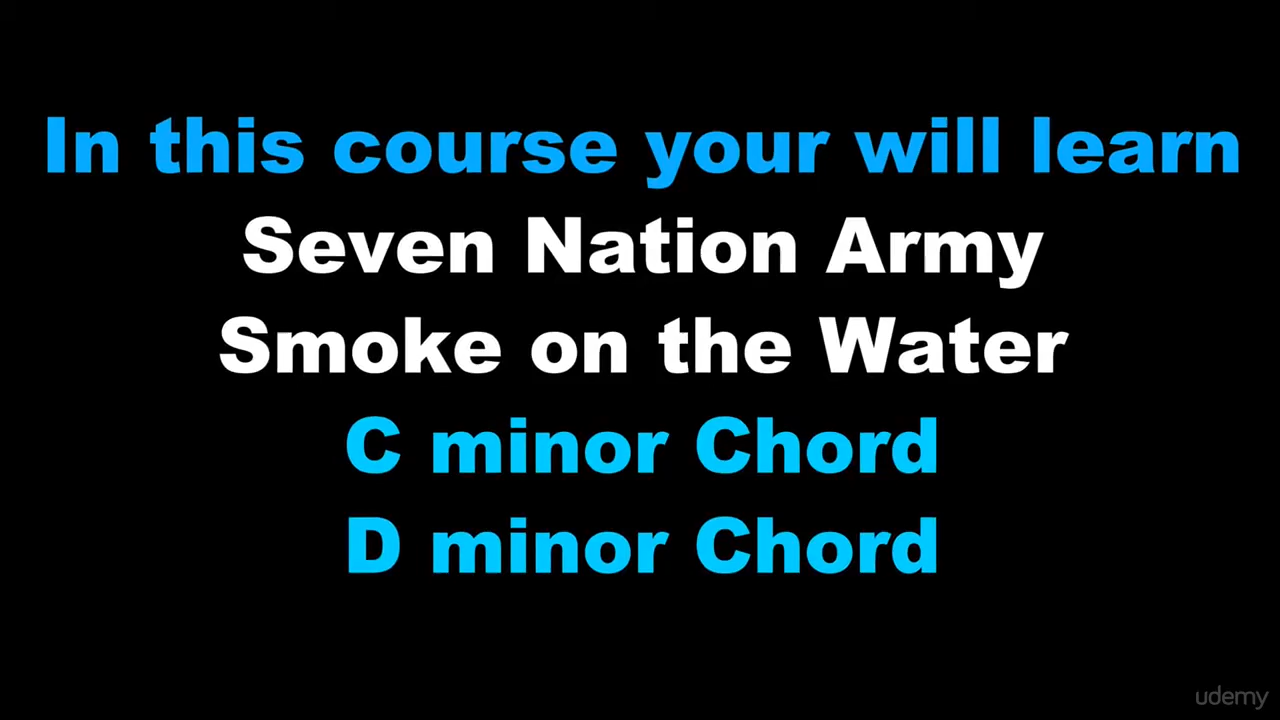 In this course your will learn
Seven Nation Army
Smoke on the Water
C minor Chord
D minor Chord
udemy